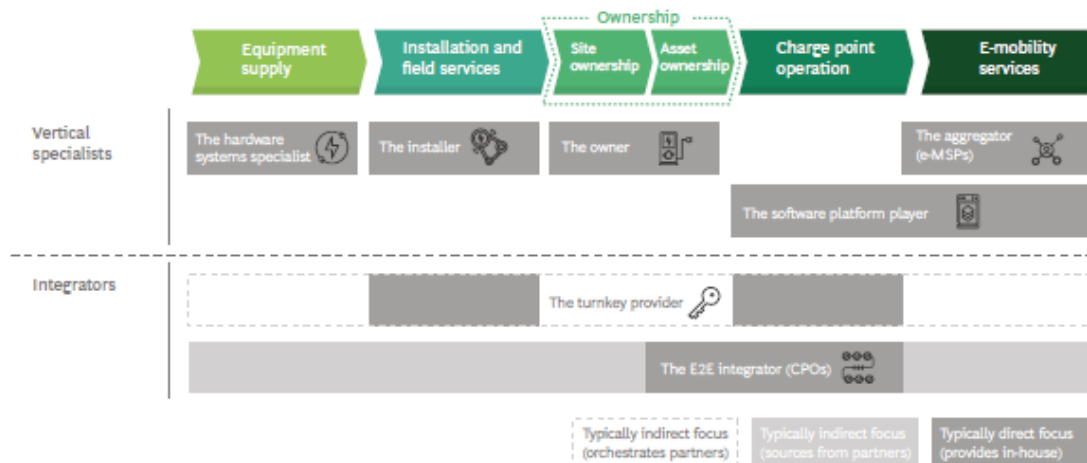 Ownership
Equipment
supply
Installation and
field services
Site
ownership
Asset
ownership
Charge point
operation
E-mobility
services
Vertical
specialists
The hardware
systems specialist
The installer
The owner
The aggregator
(e-MSPs)
The software platform player
Integrators
The turnkey provider
The E2E integrator (CPOs)
Typically indirect focus
(orchestrates partners)
Typically indirect focus
(sources from partners)
Typically direct focus
(provides in-house)